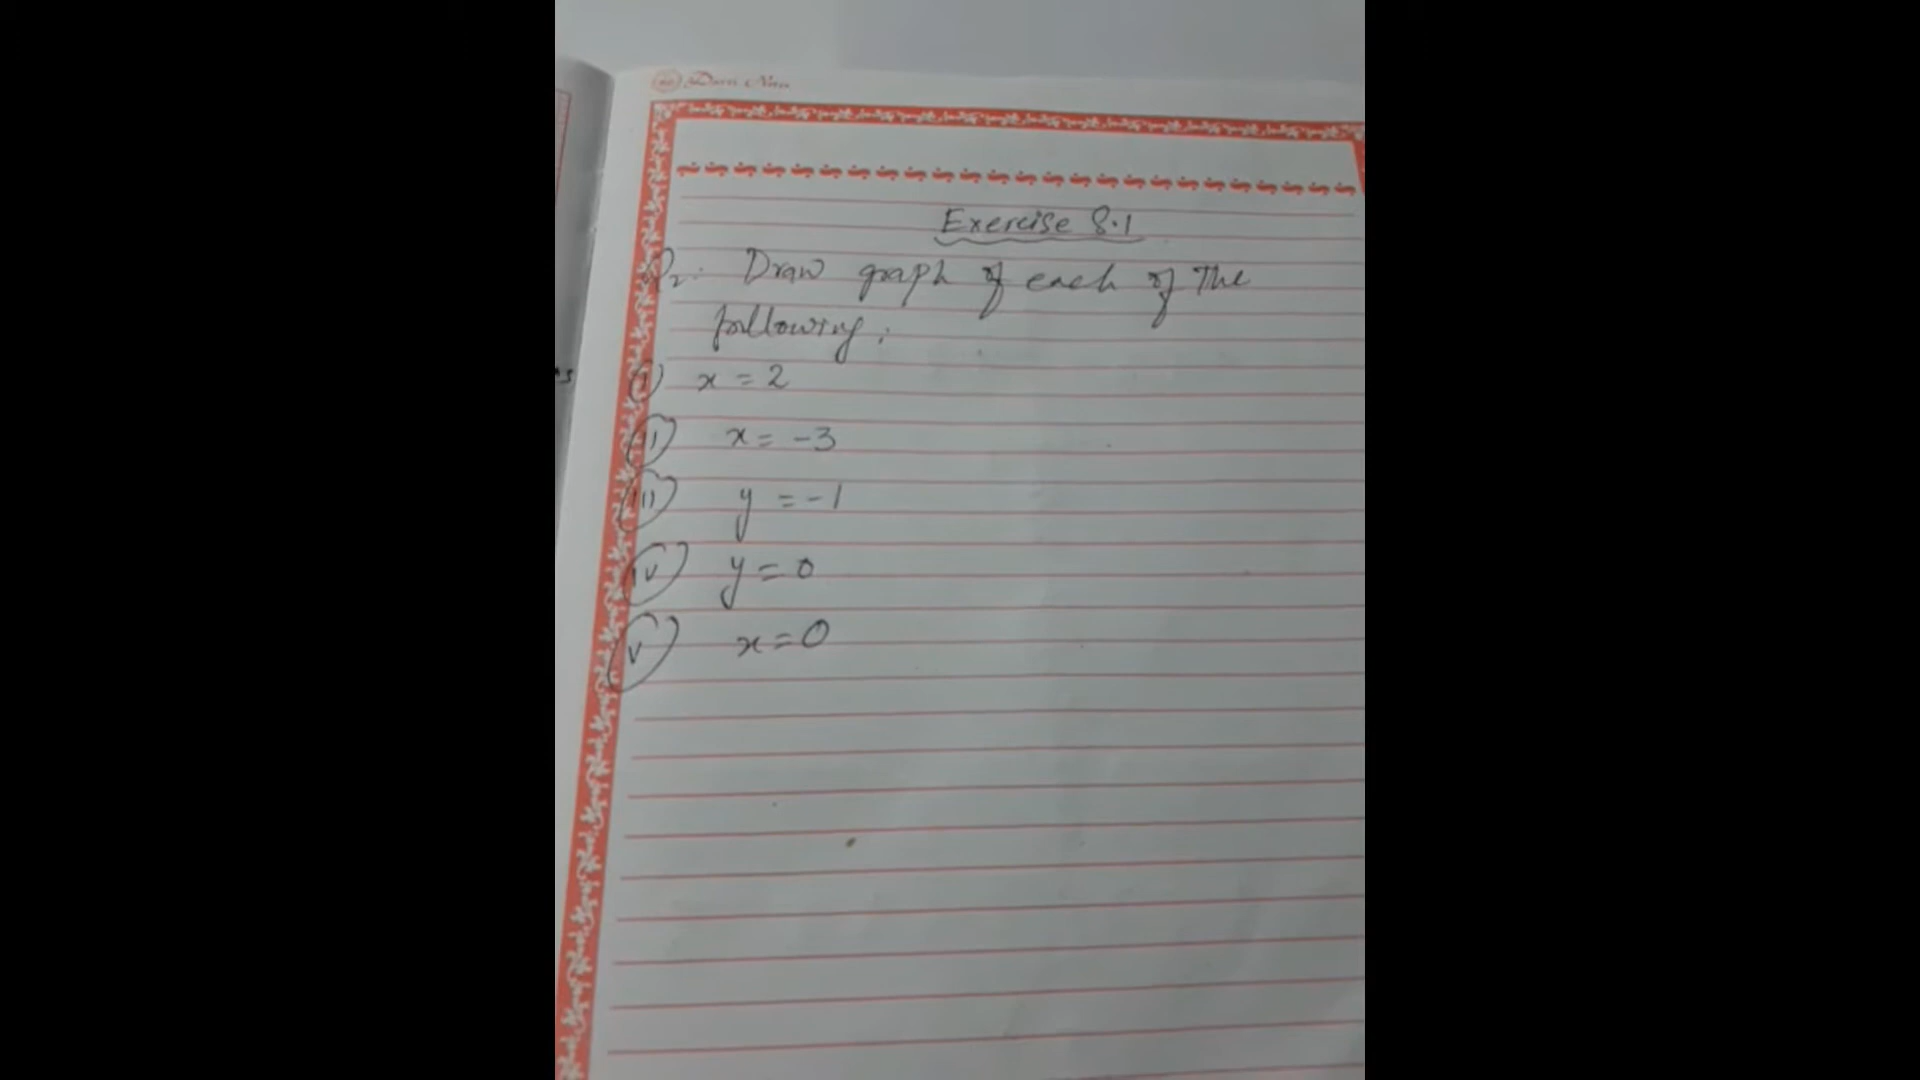 Exercise 8.1
Q2: Draw graph of each of The
following:
(i) x = 2
(ii) x = -3
(iii) y = -1
(iv) y = 0
(v) x = 0